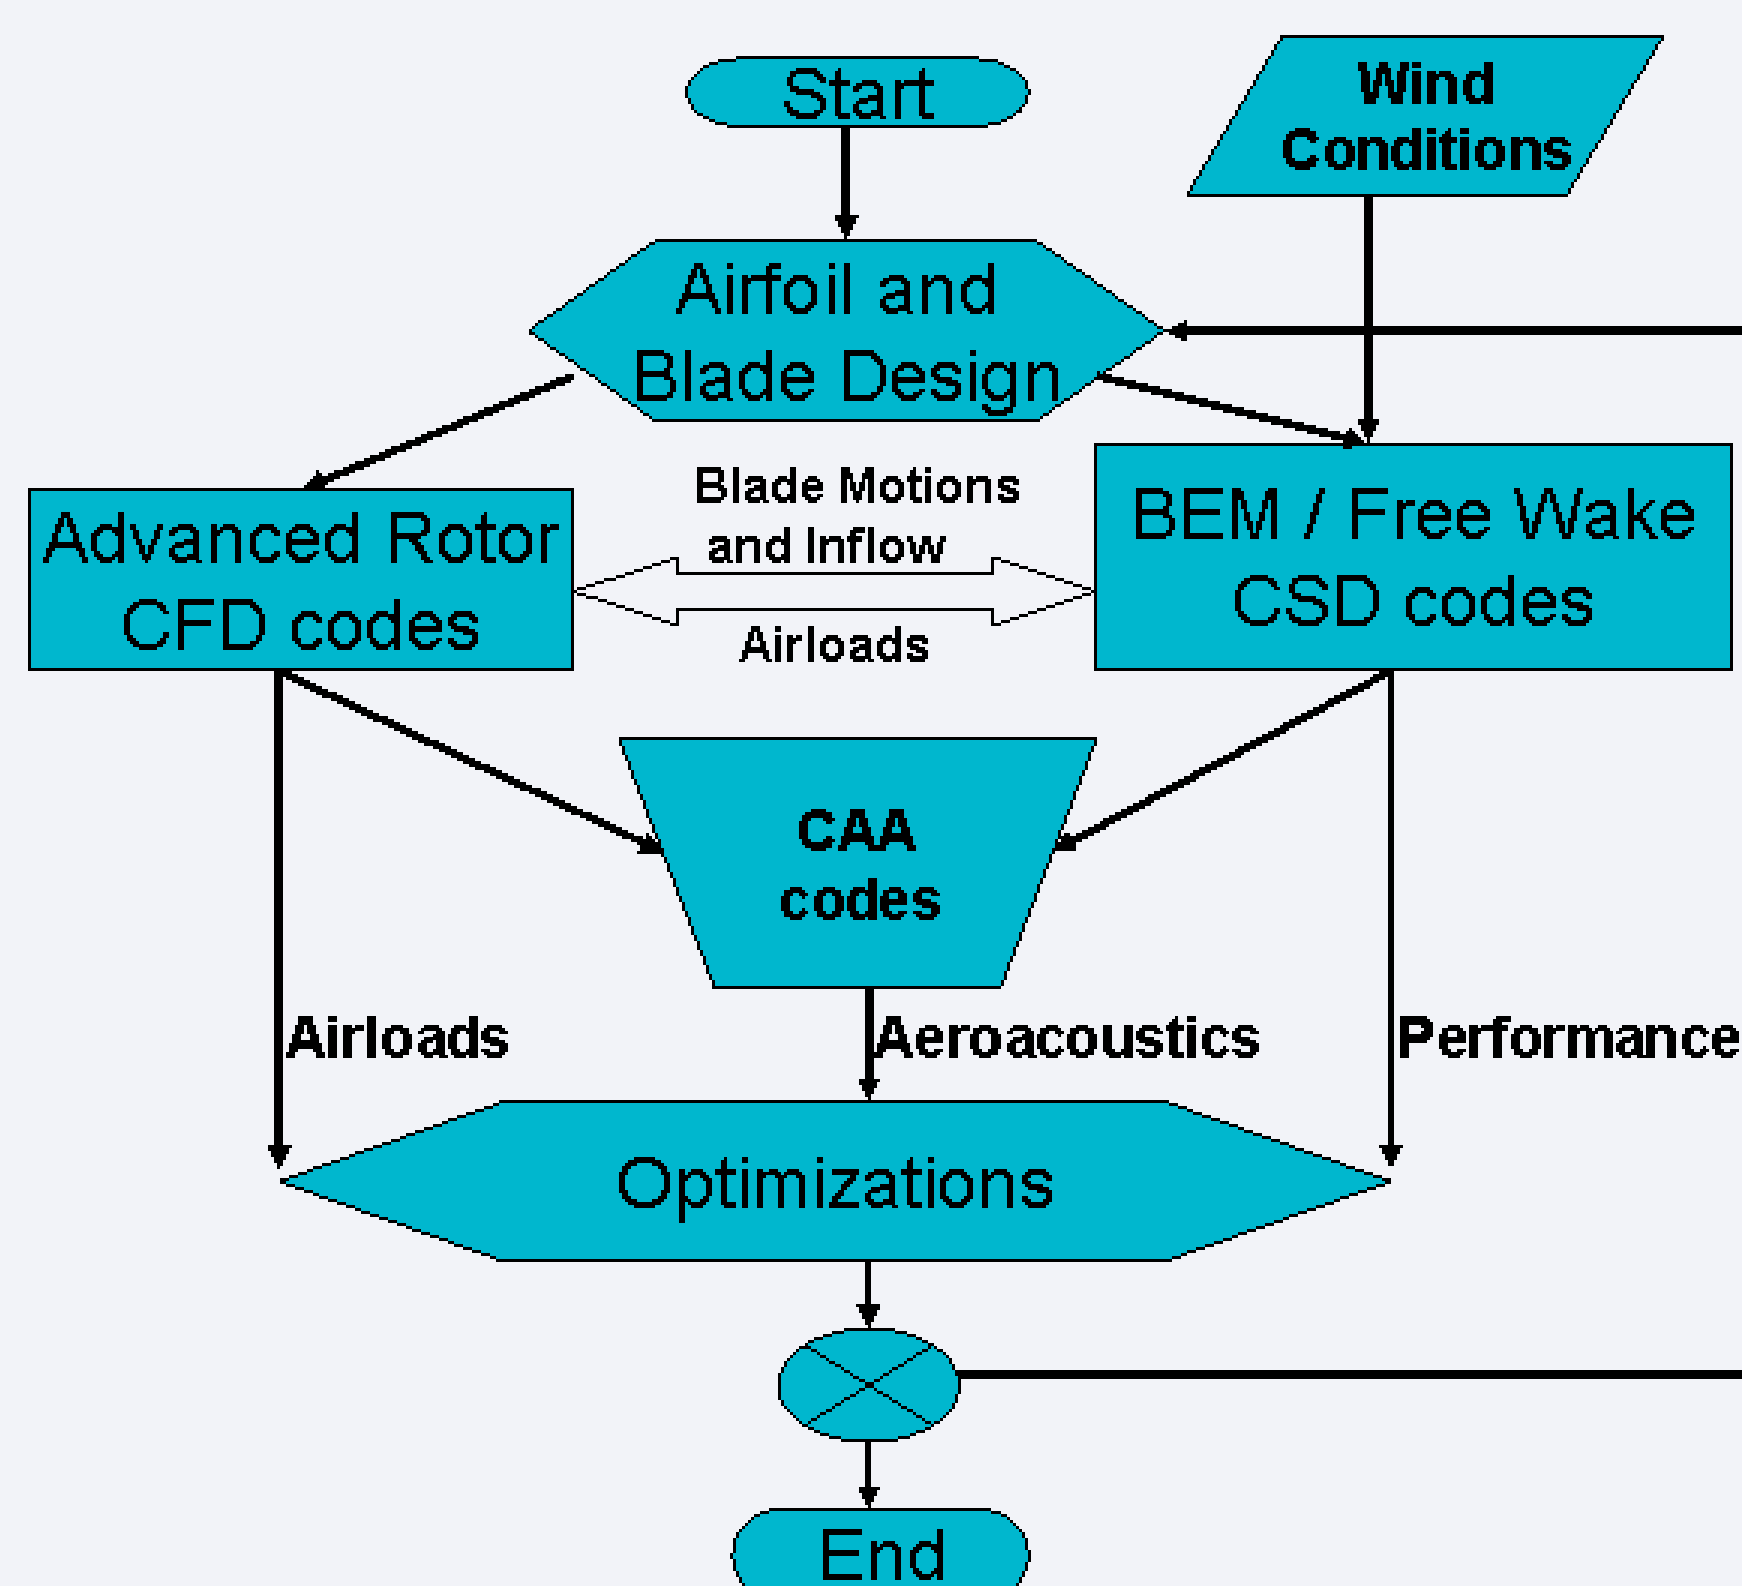 Start
Wind
Conditions
Airfoil and
Blade Design
Blade Motions
and Inflow
Advanced Rotor
CFD codes
BEM / Free Wake
CSD codes
Airloads
CAA
codes
Airloads
Aeroacoustics
Performance
Optimizations
End